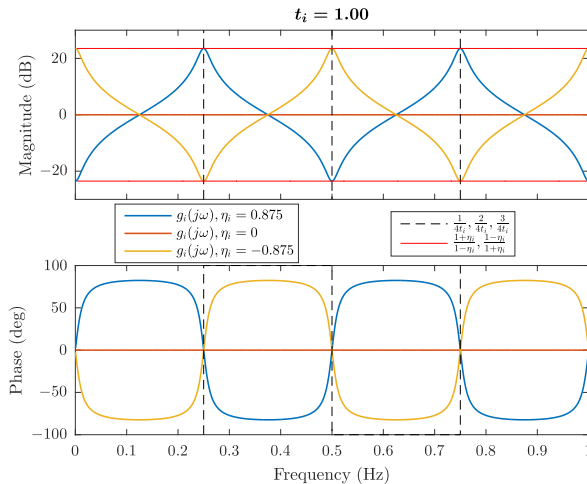 t_i = 1.00
Magnitude (dB)
20
0
−20
g_i(jω), η_i = 0.875
g_i(jω), η_i = 0
g_i(jω), η_i = −0.875
1/4t_i, 2/4t_i, 3/4t_i
1+η_i/1−η_i, 1−η_i/1+η_i
Phase (deg)
100
50
0
−50
−100
0 0.1 0.2 0.3 0.4 0.5 0.6 0.7 0.8 0.9 1
Frequency (Hz)